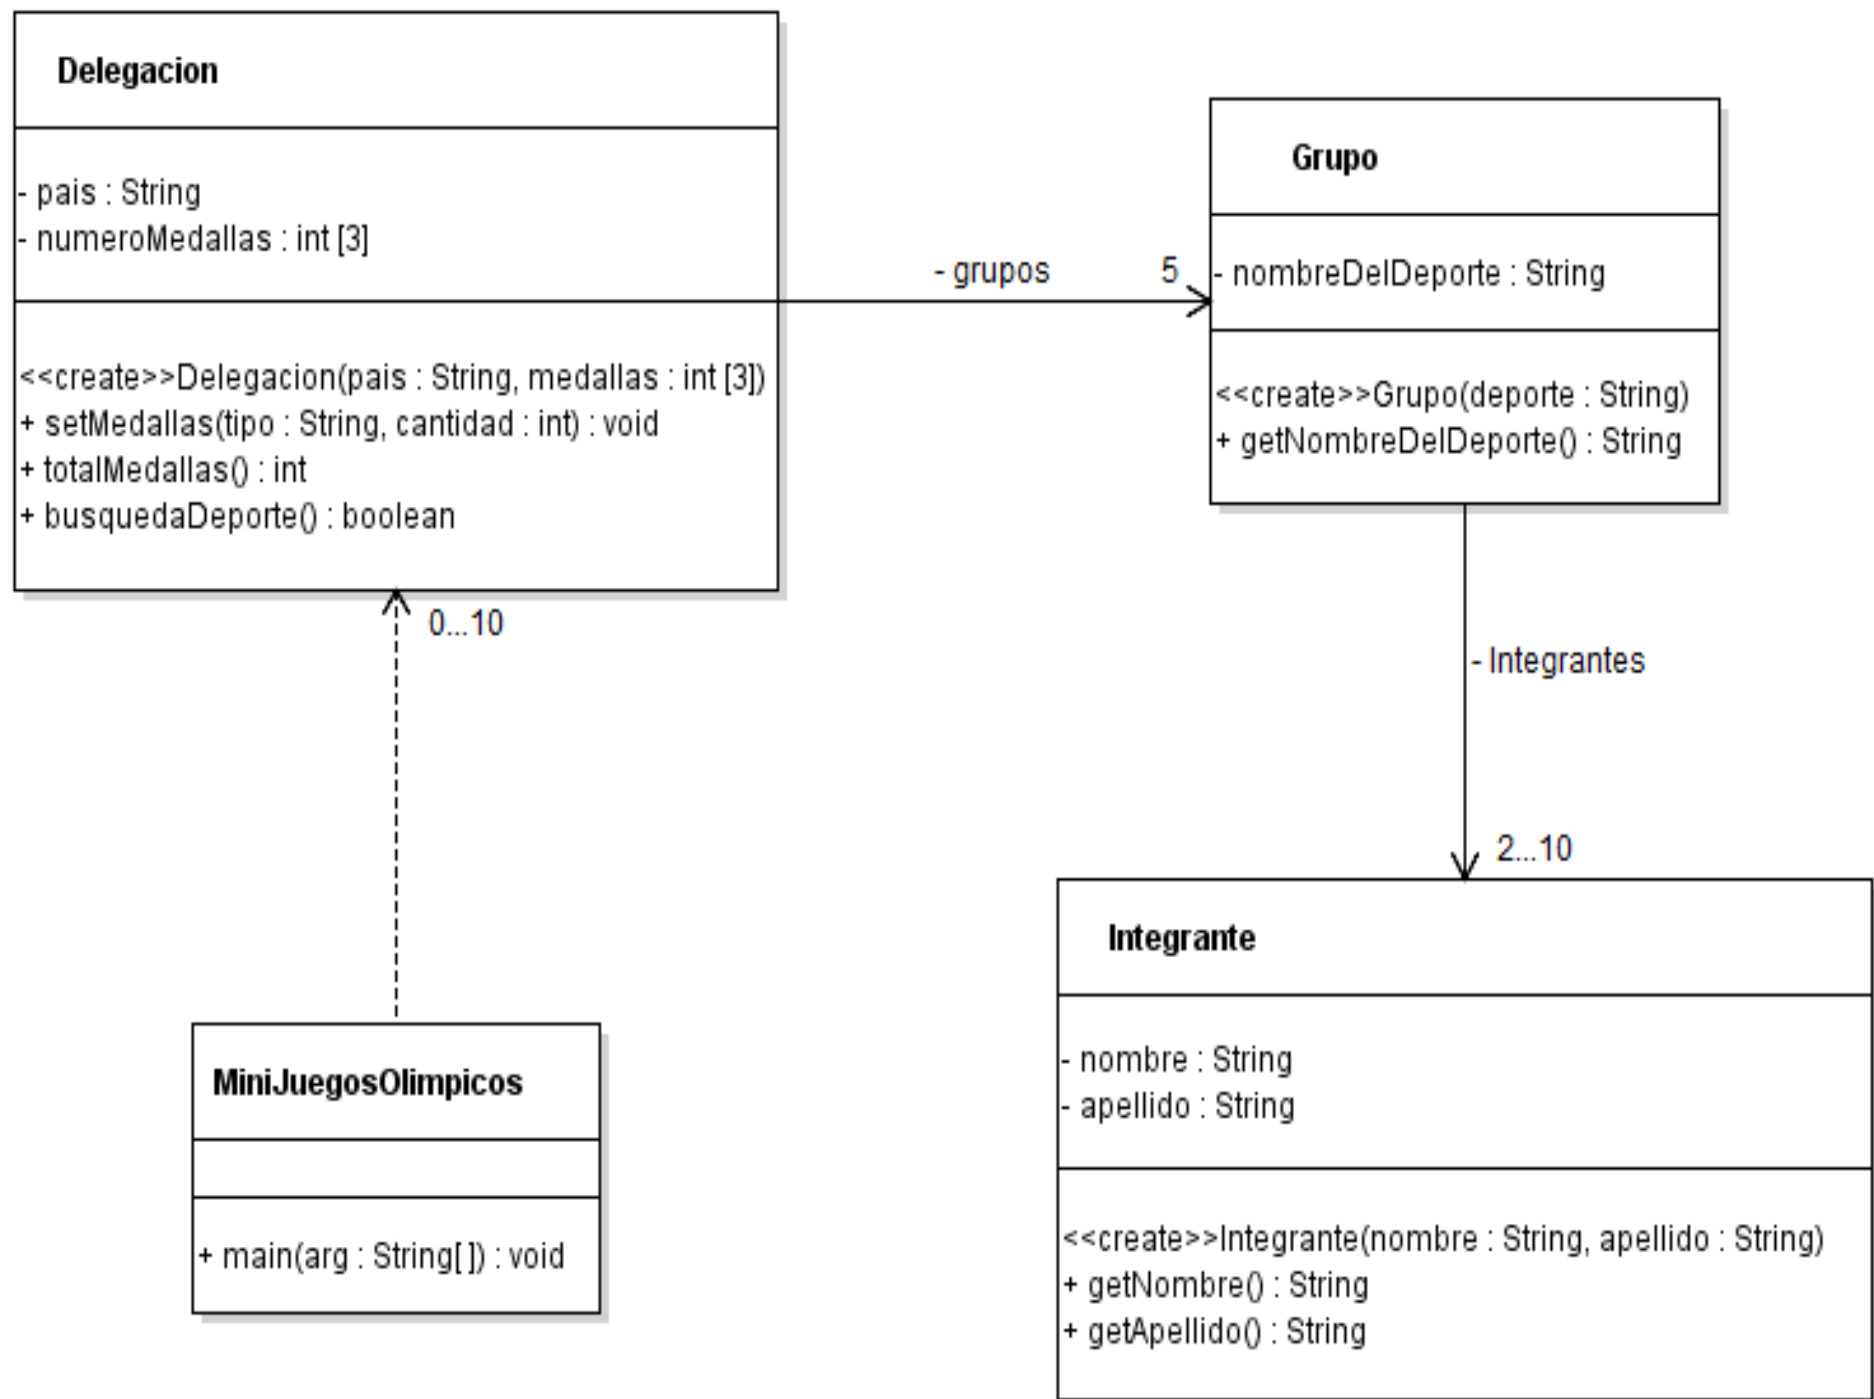 Delegacion
- pais : String
- numeroMedallas : int [3]
<<create>>Delegacion(pais : String, medallas : int [3])
+ setMedallas(tipo : String, cantidad : int) : void
+ totalMedallas() : int
+ busquedaDeporte() : boolean
- grupos
5
Grupo
- nombreDelDeporte : String
<<create>>Grupo(deporte : String)
+ getNombreDelDeporte() : String
0...10
- Integrantes
2...10
MiniJuegosOlimpicos
+ main(arg : String[ ]) : void
Integrante
- nombre : String
- apellido : String
<<create>>Integrante(nombre : String, apellido : String)
+ getNombre() : String
+ getApellido() : String